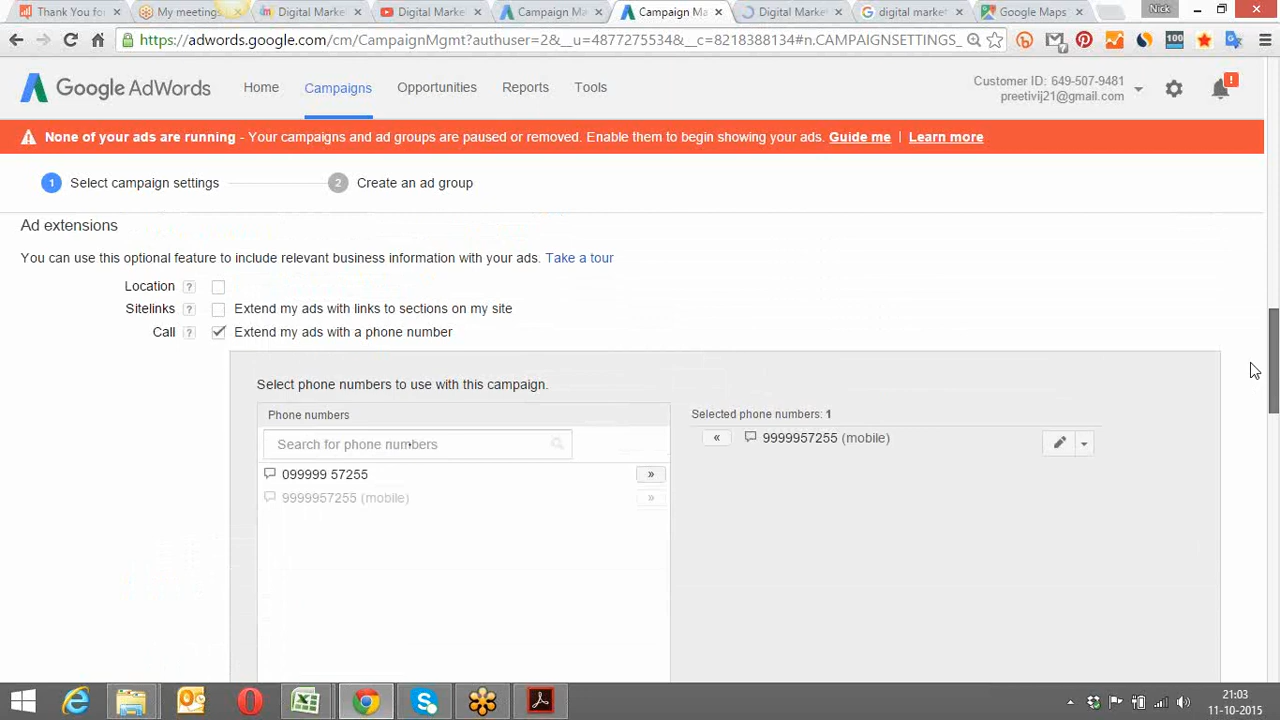 Thank You fo
My meetings
Digital Marke
Digital Marke
Campaign Ma
Campaign Ma
Digital Marke
digital market
Google Maps
Nick
https://adwords.google.com/cm/CampaignMgmt?authuser=2&__u=4877275534&__c=8218388134#n.CAMPAIGNSETTINGS_
Google AdWords
Home
Campaigns
Opportunities
Reports
Tools
Customer ID: 649-507-9481
preetivij21@gmail.com
None of your ads are running - Your campaigns and ad groups are paused or removed. Enable them to begin showing your ads. Guide me | Learn more
1 Select campaign settings
2 Create an ad group
Ad extensions
You can use this optional feature to include relevant business information with your ads. Take a tour
Location ?
Sitelinks ? Extend my ads with links to sections on my site
Call ? Extend my ads with a phone number
Select phone numbers to use with this campaign.
Phone numbers
Search for phone numbers
099999 57255 »
9999957255 (mobile) »
Selected phone numbers: 1
« 9999957255 (mobile)
21:03
11-10-2015